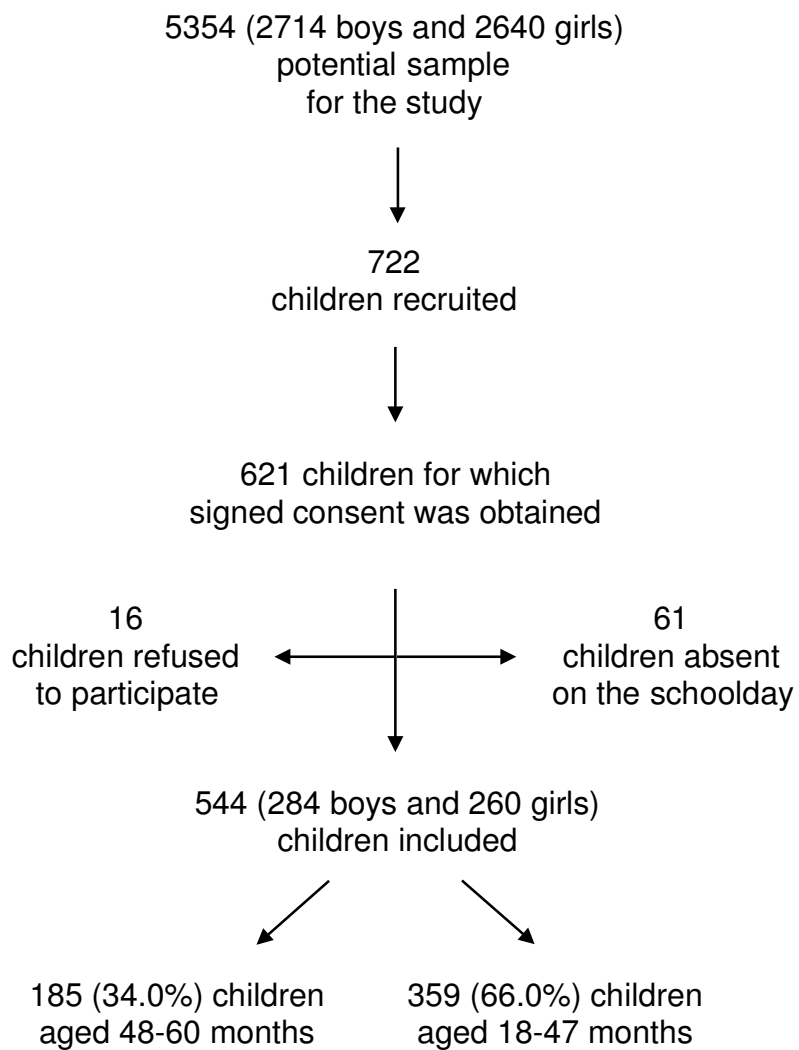 5354 (2714 boys and 2640 girls)
potential sample
for the study
722
children recruited
621 children for which
signed consent was obtained
16
children refused
to participate
61
children absent
on the schoolday
544 (284 boys and 260 girls)
children included
185 (34.0%) children
aged 48-60 months
359 (66.0%) children
aged 18-47 months